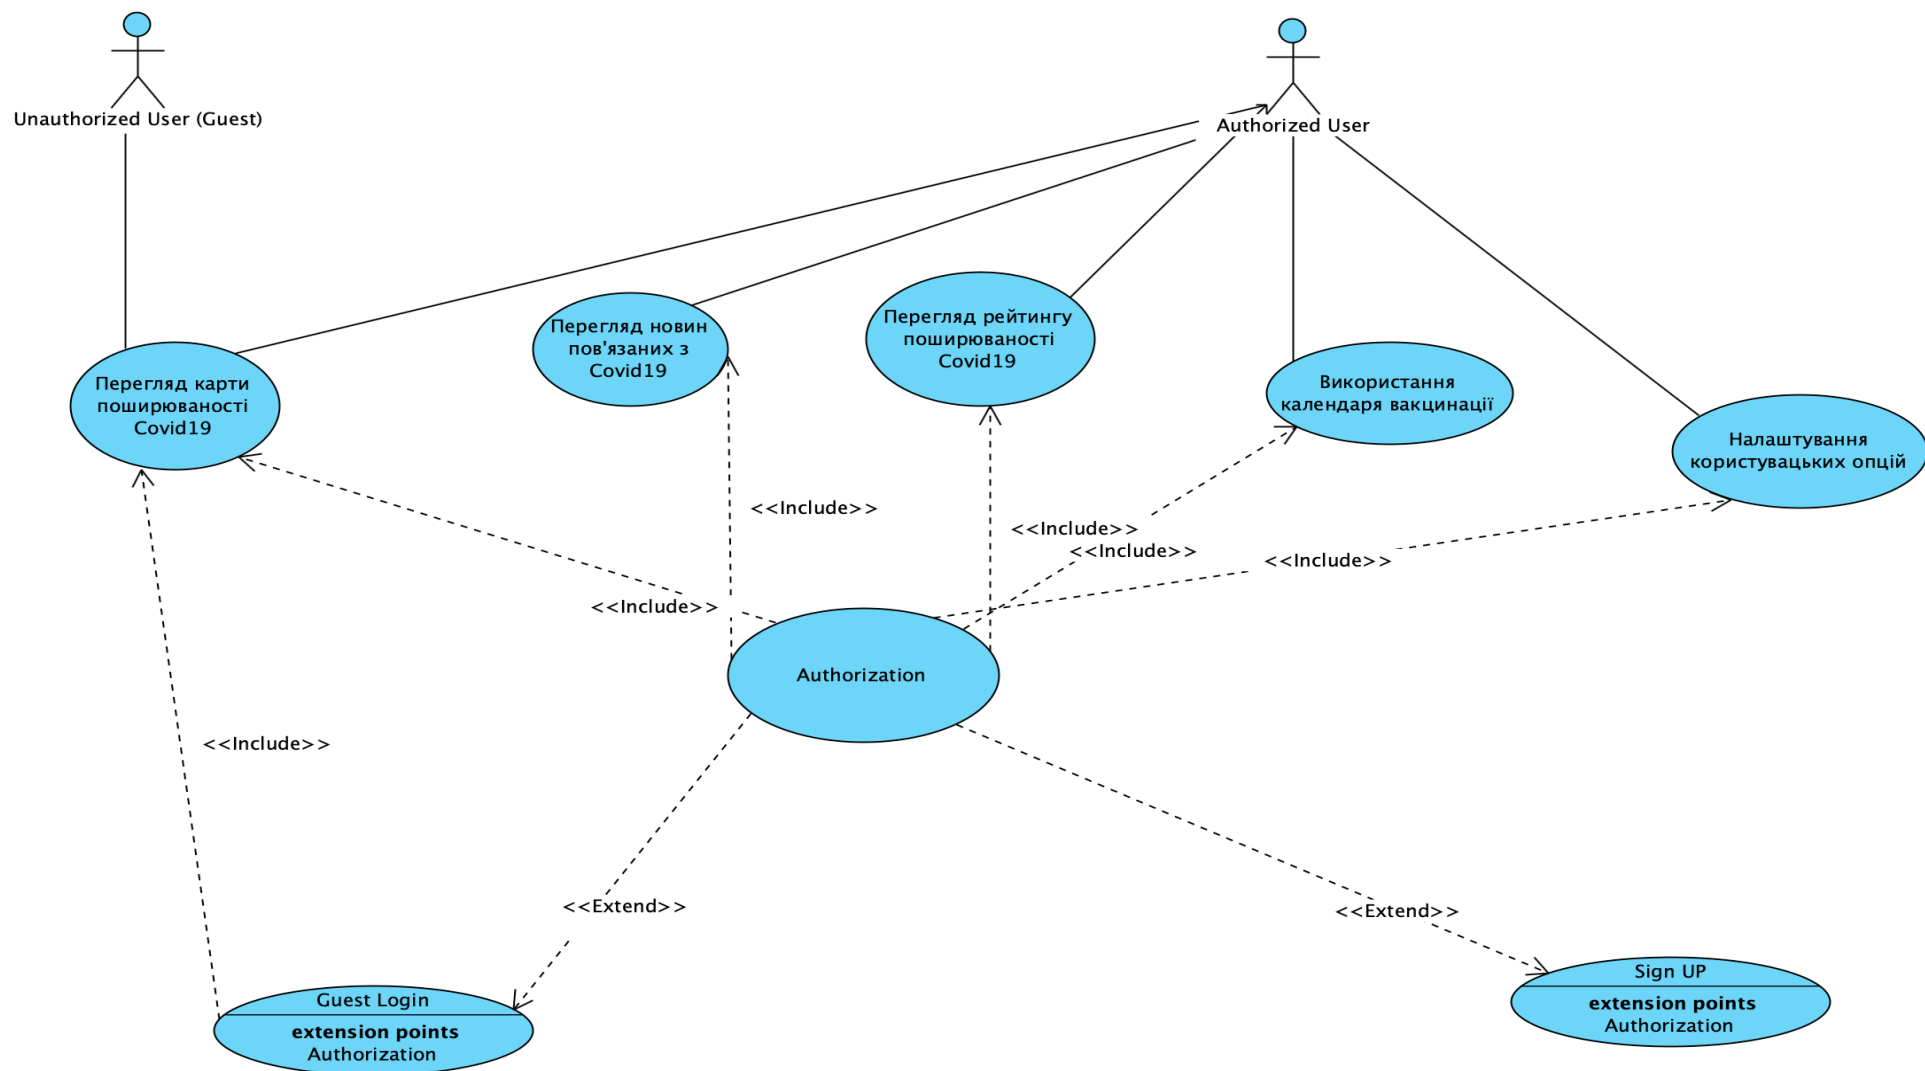 Unauthorized User (Guest)
Authorized User
Перегляд карти
поширюваності
Covid19
Перегляд новин
пов'язаних з
Covid19
Перегляд рейтингу
поширюваності
Covid19
Використання
календаря вакцинації
Налаштування
користувацьких опцій
<<Include>>
<<Include>>
<<Include>>
<<Include>>
<<Include>>
<<Include>>
Authorization
<<Extend>>
<<Extend>>
Guest Login
extension points
Authorization
Sign UP
extension points
Authorization